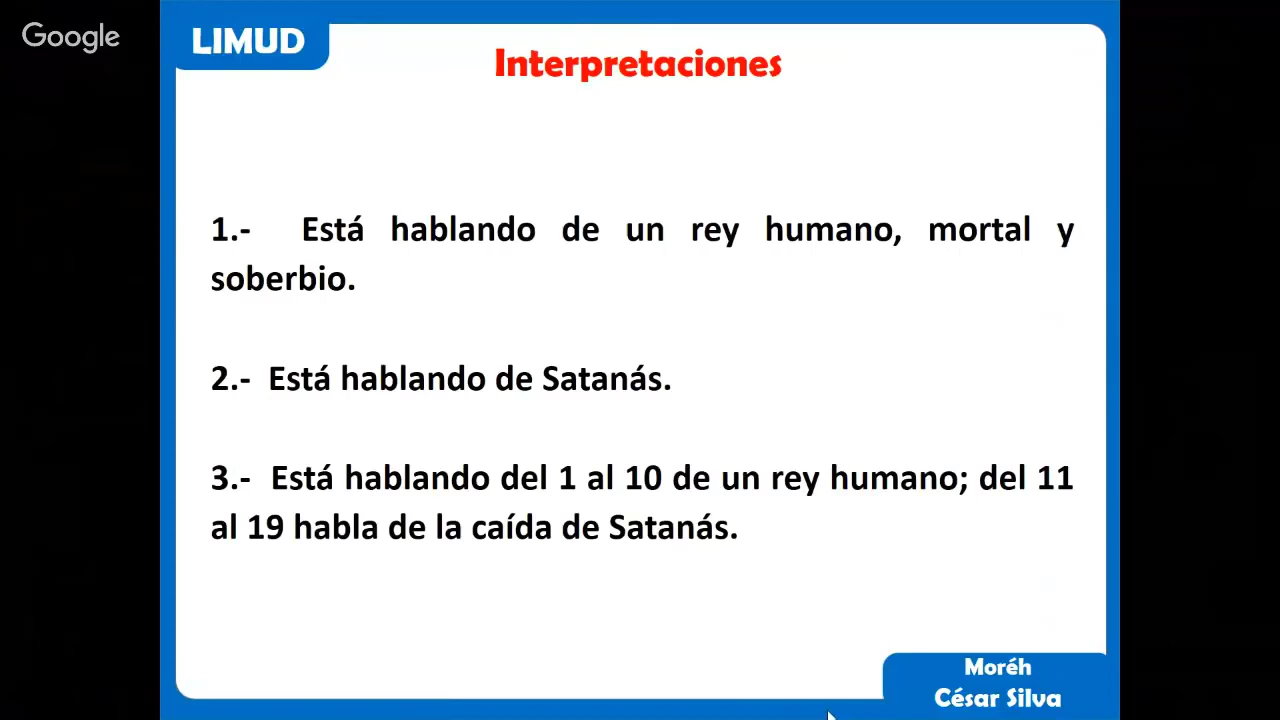 Google
LIMUD
Interpretaciones
1.- Está hablando de un rey humano, mortal y
soberbio.
2.- Está hablando de Satanás.
3.- Está hablando del 1 al 10 de un rey humano; del 11
al 19 habla de la caída de Satanás.
Moréh
César Silva